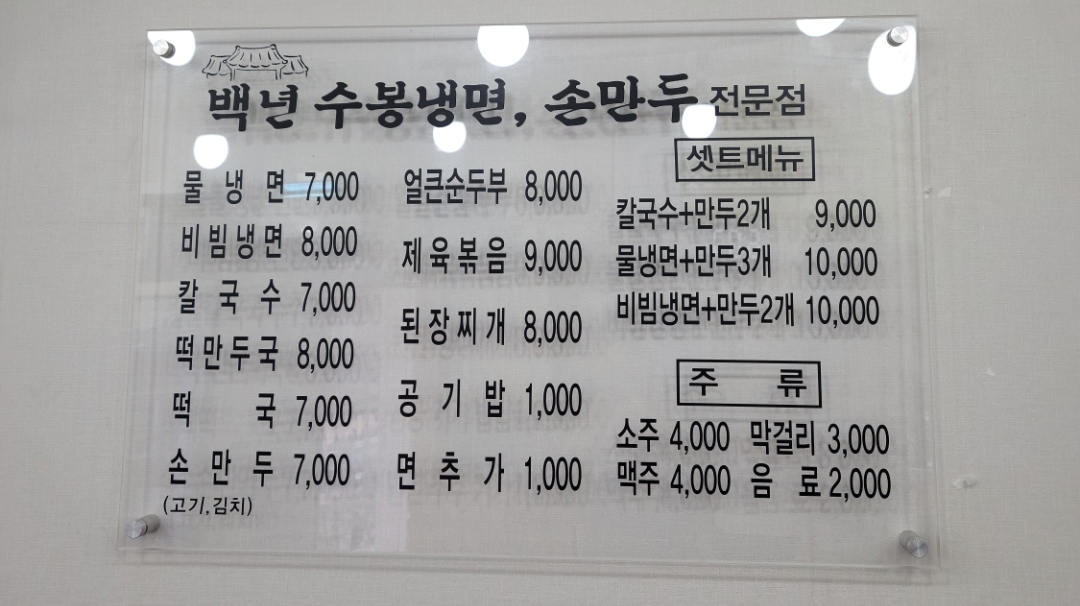 백년 수봉냉면, 손만두 전문점
물냉면 7,000
비빔냉면 8,000
칼국수 7,000
떡만두국 8,000
떡국 7,000
손만두 7,000
(고기,김치)
얼큰순두부 8,000
제육볶음 9,000
된장찌개 8,000
공기밥 1,000
면추가 1,000
셋트메뉴
칼국수+만두2개 9,000
물냉면+만두3개 10,000
비빔냉면+만두2개 10,000
주류
소주 4,000 막걸리 3,000
맥주 4,000 음료 2,000